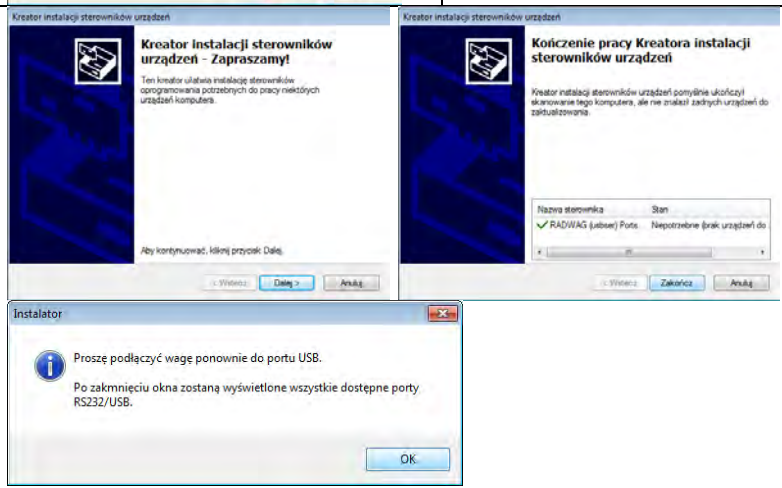 Kreator instalacji sterowników urządzeń
Kreator instalacji sterowników
urządzeń - Zapraszamy!
Ten kreator ułatwia instalację sterowników
oprogramowania potrzebnych do pracy niektórych
urządzeń komputera.
Aby kontynuować, kliknij przycisk Dalej.
< Wstecz
Dalej >
Anuluj
Kreator instalacji sterowników urządzeń
Kończenie pracy Kreatora instalacji
sterowników urządzeń
Kreator instalacji sterowników urządzeń pomyślnie ukończył
skanowanie tego komputera, ale nie znalazł żadnych urządzeń do
zaktualizowania.
Nazwa sterownika Stan
RADWAG (usbser) Ports Niepotrzebne (brak urządzeń do
< Wstecz
Zakończ
Anuluj
Instalator
Proszę podłączyć wagę ponownie do portu USB.
Po zakmnięciu okna zostaną wyświetlone wszystkie dostępne porty
RS232/USB.
OK